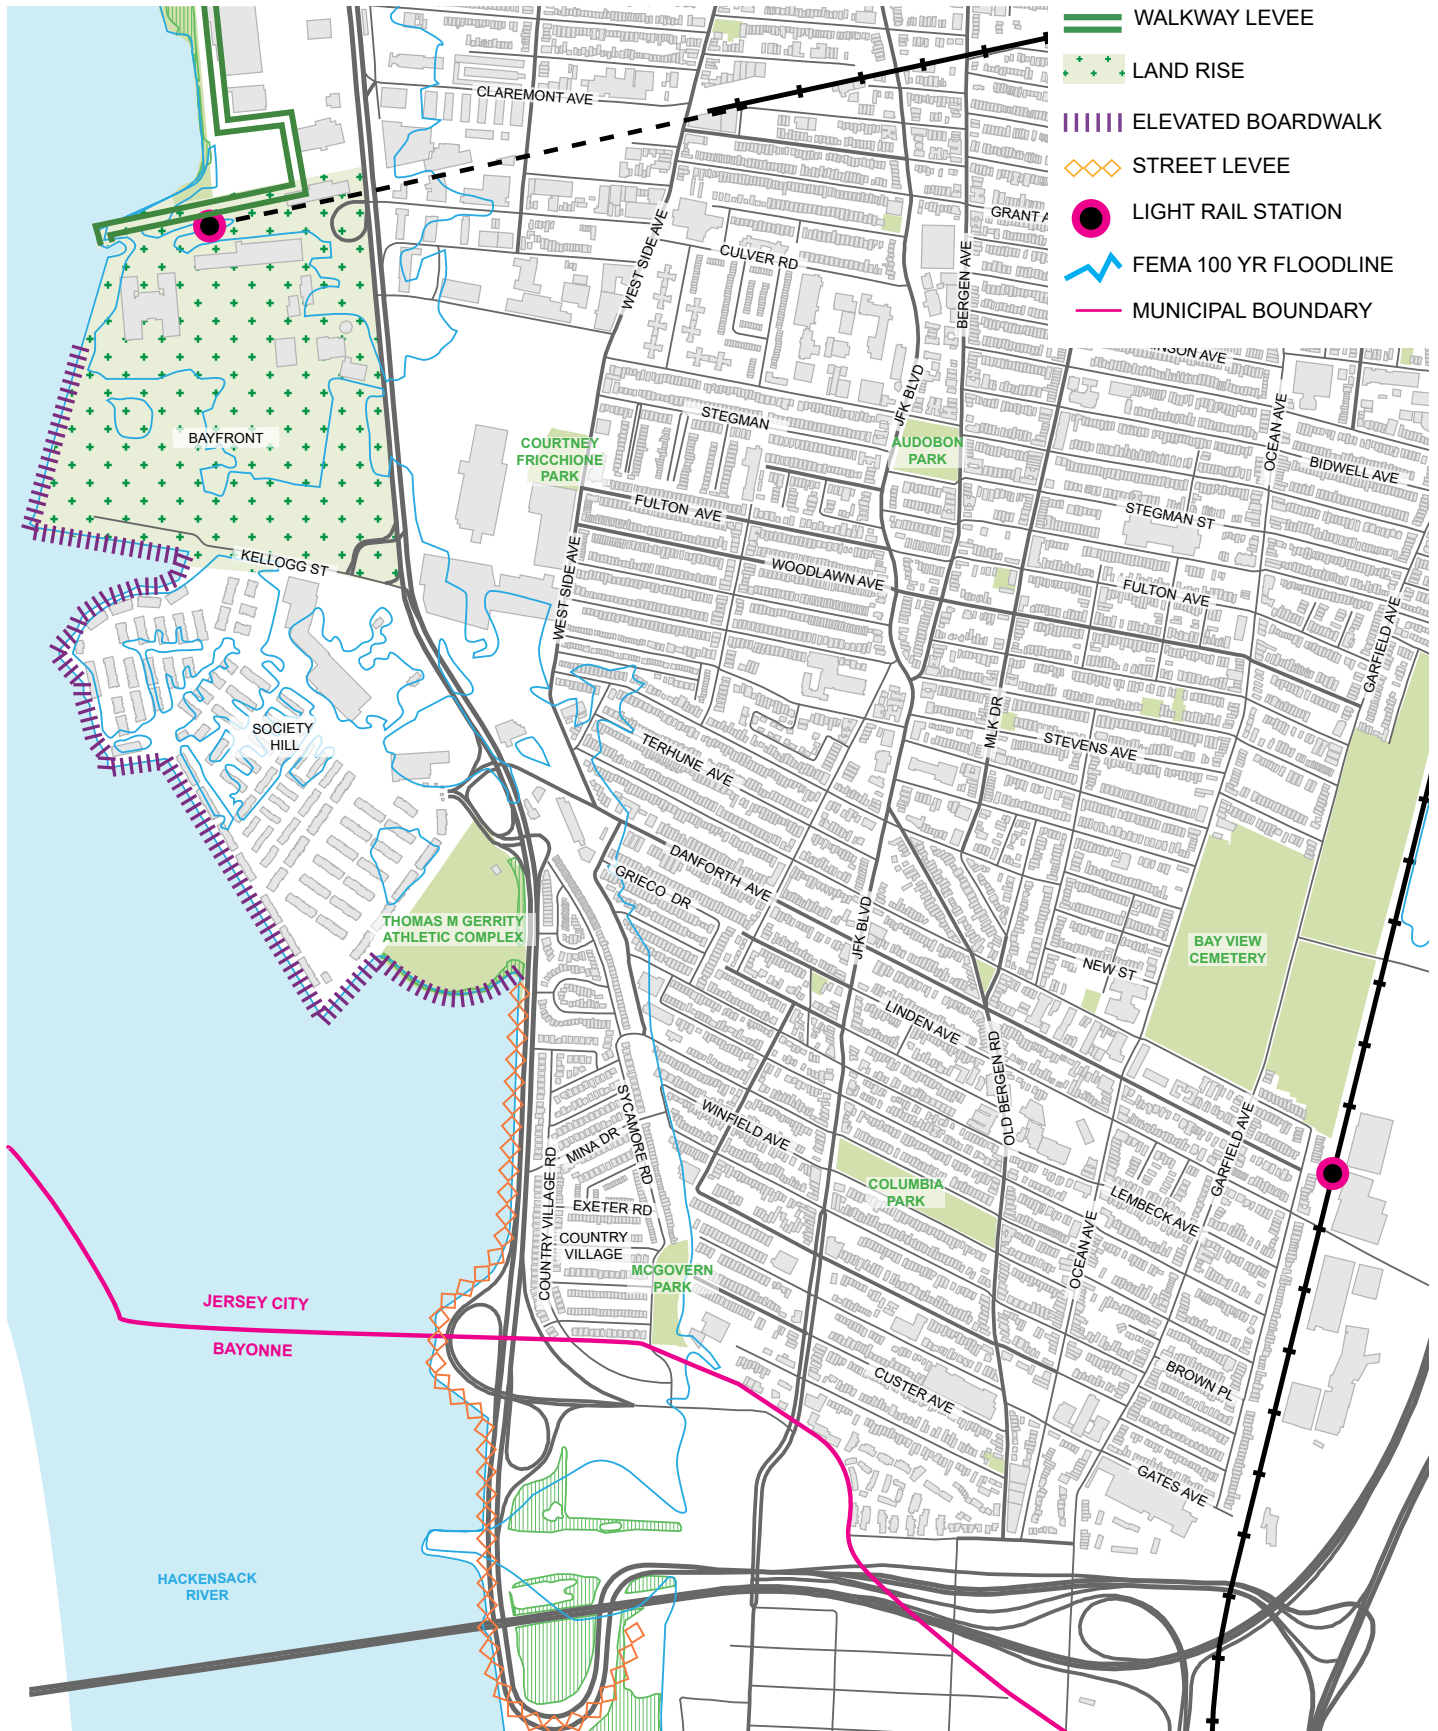 WALKWAY LEVEE
LAND RISE
ELEVATED BOARDWALK
STREET LEVEE
LIGHT RAIL STATION
FEMA 100 YR FLOODLINE
MUNICIPAL BOUNDARY
CLAREMONT AVE
GRANT A
WEST SIDE AVE
CULVER RD
BERGEN AVE
NSON AVE
JFK BLVD
STEGMAN
OCEAN AVE
BAYFRONT
COURTNEY
FRICCHIONE
PARK
AUDOBON
PARK
BIDWELL AVE
FULTON AVE
STEGMAN ST
KELLOGG ST
WEST SIDE AVE
WOODLAWN AVE
FULTON AVE
GARFIELD AVE
SOCIETY
HILL
TERHUNE AVE
MLK DR
STEVENS AVE
DANFORTH AVE
GRIECO DR
THOMAS M GERRITY
ATHLETIC COMPLEX
JFK BLVD
BAY VIEW
CEMETERY
NEW ST
LINDEN AVE
OLD BERGEN RD
SYCAMORE RD
WINFIELD AVE
MINA DR
COUNTRY VILLAGE RD
GARFIELD AVE
COLUMBIA
PARK
LEMBECK AVE
EXETER RD
COUNTRY
VILLAGE
OCEAN AVE
MCGOVERN
PARK
JERSEY CITY
BAYONNE
CUSTER AVE
BROWN PL
GATES AVE
HACKENSACK
RIVER